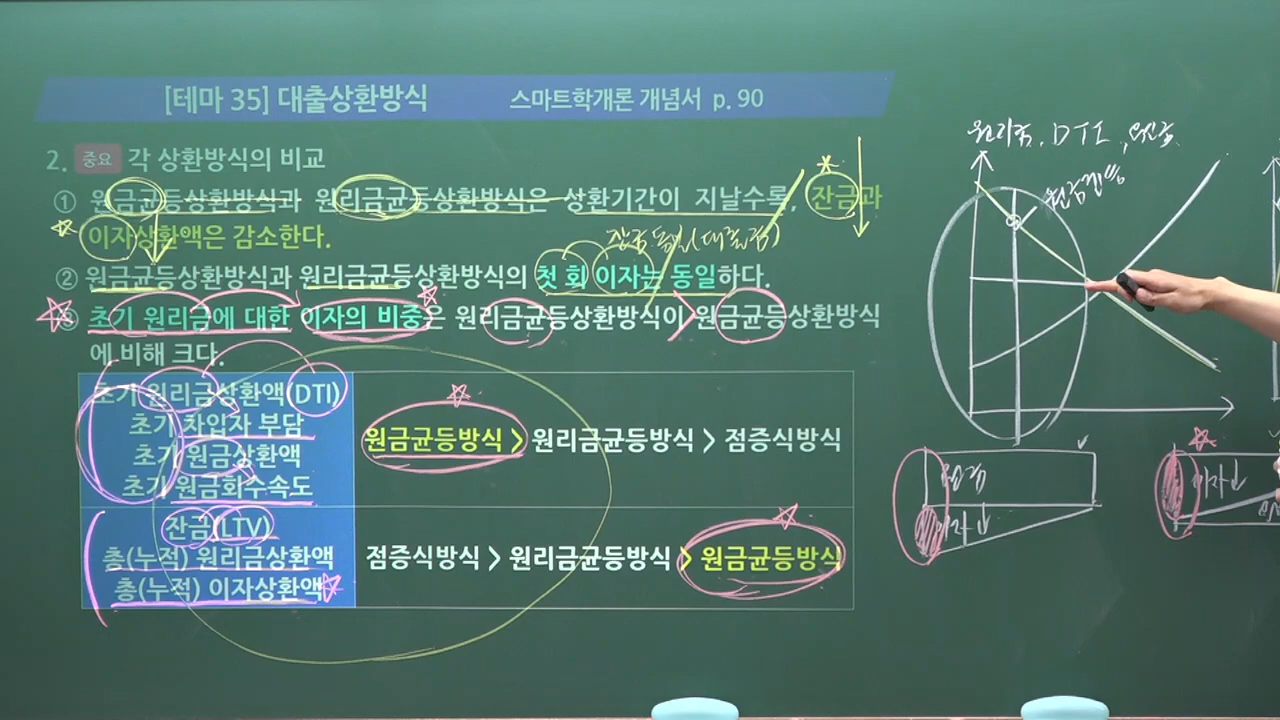 [테마 35] 대출상환방식 스마트학개론 개념서 p. 90
2. 중요 각 상환방식의 비교
① 원금균등상환방식과 원리금균등상환방식은 상환기간이 지날수록, 잔금과
이자상환액은 감소한다.
② 원금균등상환방식과 원리금균등상환방식의 첫 회 이자는 동일하다.
③ 초기 원리금에 대한 이자의 비중은 원리금균등상환방식이 원금균등상환방식
에 비해 크다.
초기 원리금상환액(DTI)
초기 차입자 부담
초기 원금상환액
초기 원금회수속도
원금균등방식 > 원리금균등방식 > 점증식방식
잔금(LTV)
총(누적) 원리금상환액
총(누적) 이자상환액
점증식방식 > 원리금균등방식 > 원금균등방식
원리금, DTI,
원금균등